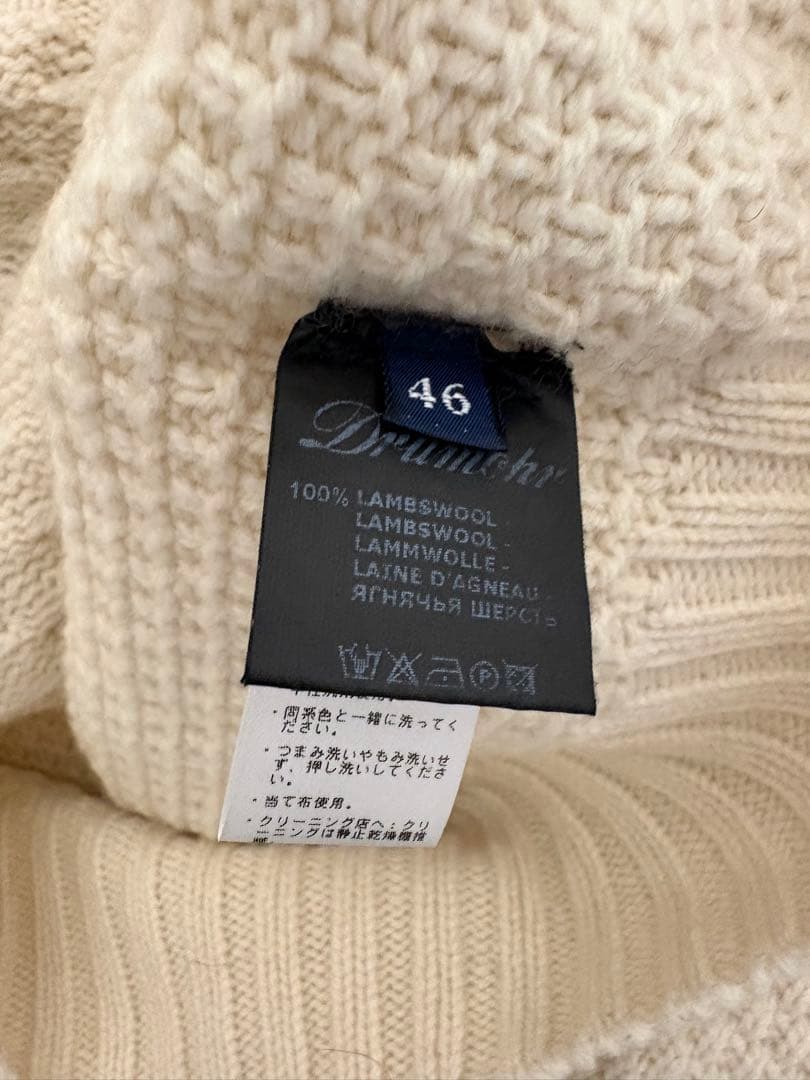 46
Drumohr
100% LAMBSWOOL -
LAMBSWOOL -
LAMMWOLLE -
LAINE D'AGNEAU -
ЯГНЯЧЬЯ ШЕРСТЬ
・同系色と一緒に洗ってく
ださい。
・つまみ洗いやもみ洗いせ
ず、押し洗いしてくださ
い。
・当て布使用。
・クリーニング店へ：クリ
ーニングは静止乾燥機推